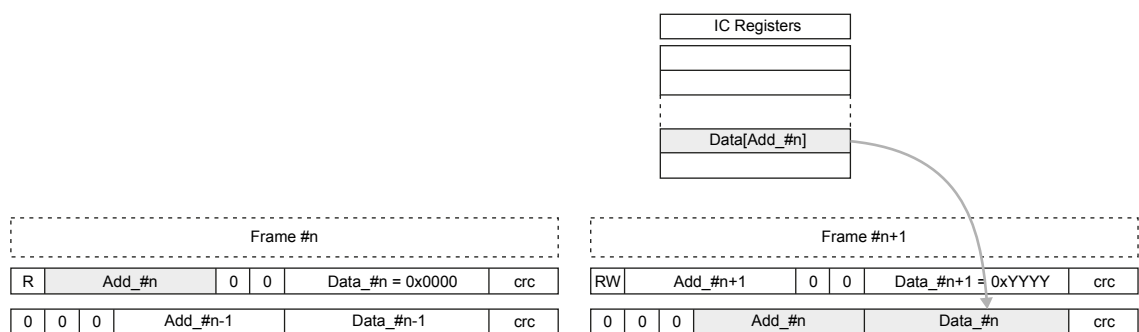 IC Registers
Data[Add_#n]
Frame #n Frame #n+1
R Add_#n 0 0 Data_#n = 0x0000 crc RW Add_#n+1 0 0 Data_#n+1 = 0xYYYY crc
0 0 0 Add_#n-1 Data_#n-1 crc 0 0 0 Add_#n Data_#n crc